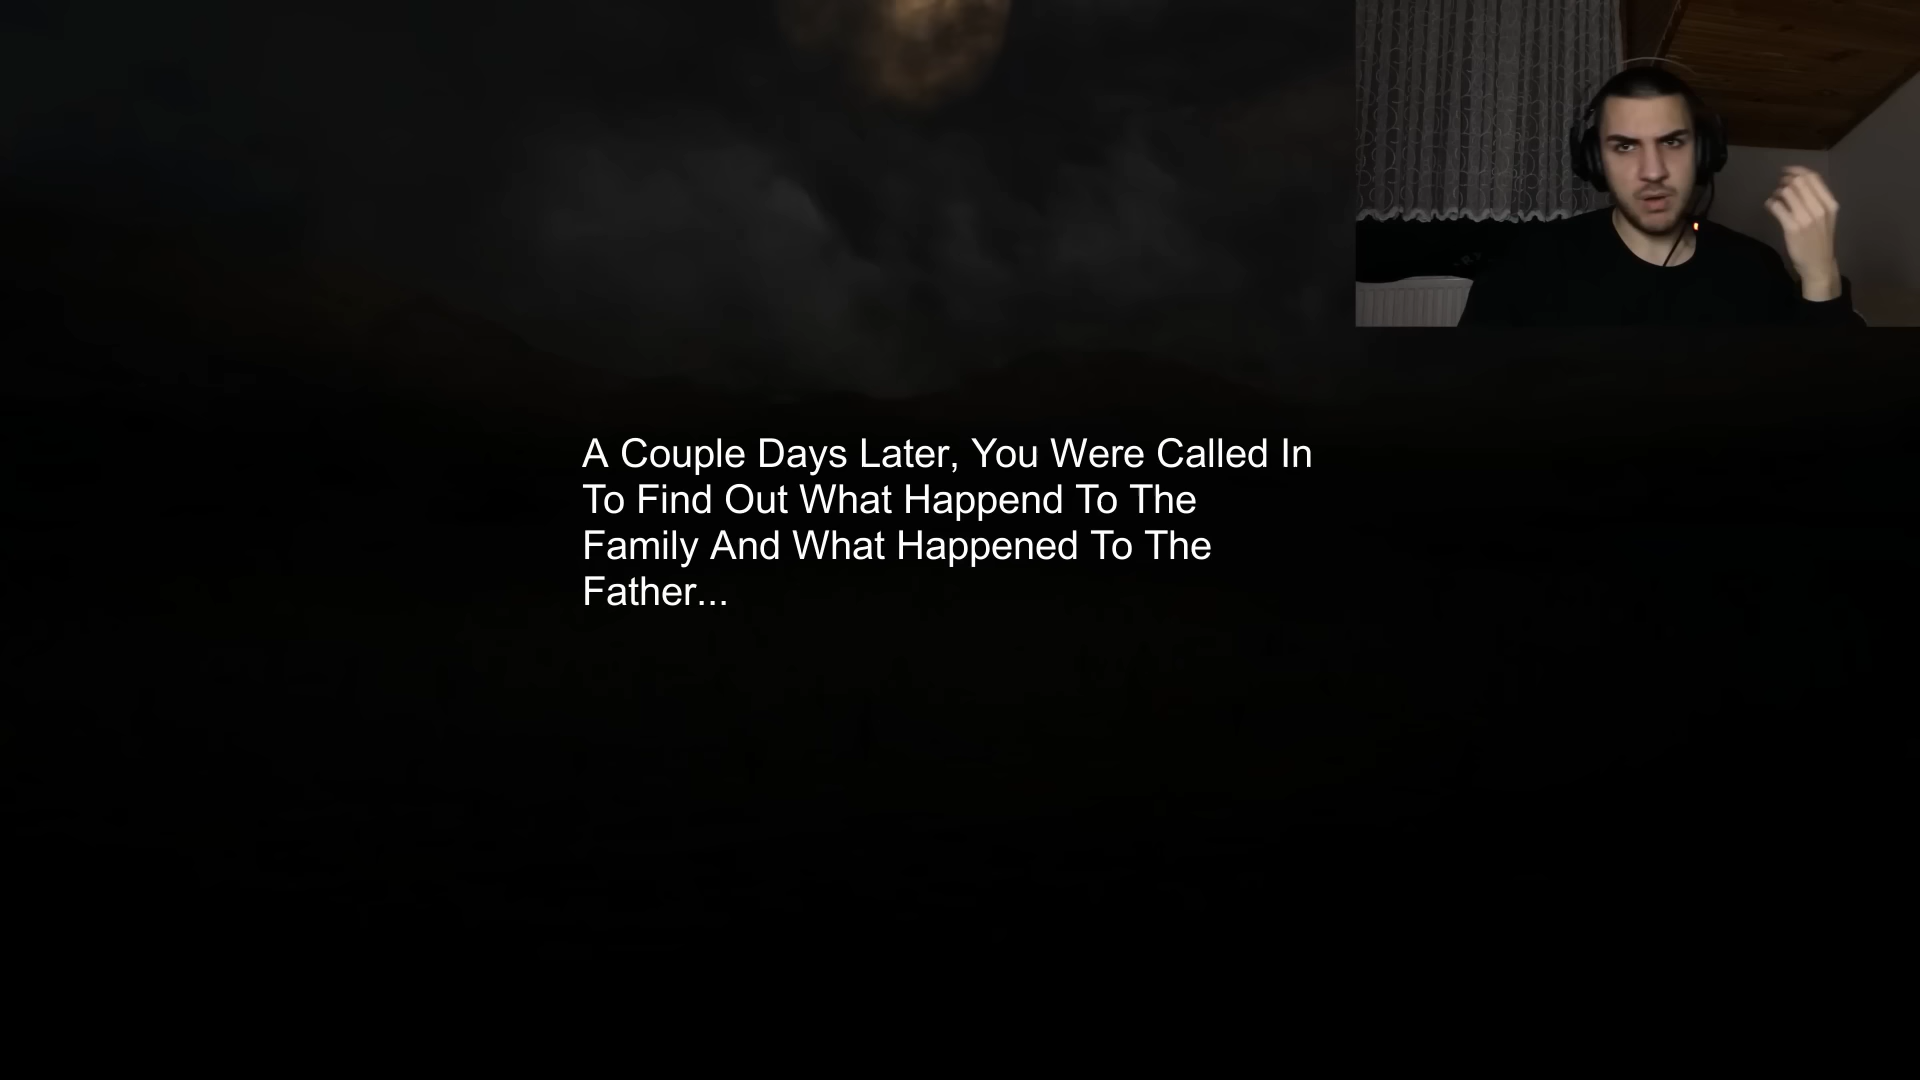 A Couple Days Later, You Were Called In
To Find Out What Happend To The
Family And What Happened To The
Father...